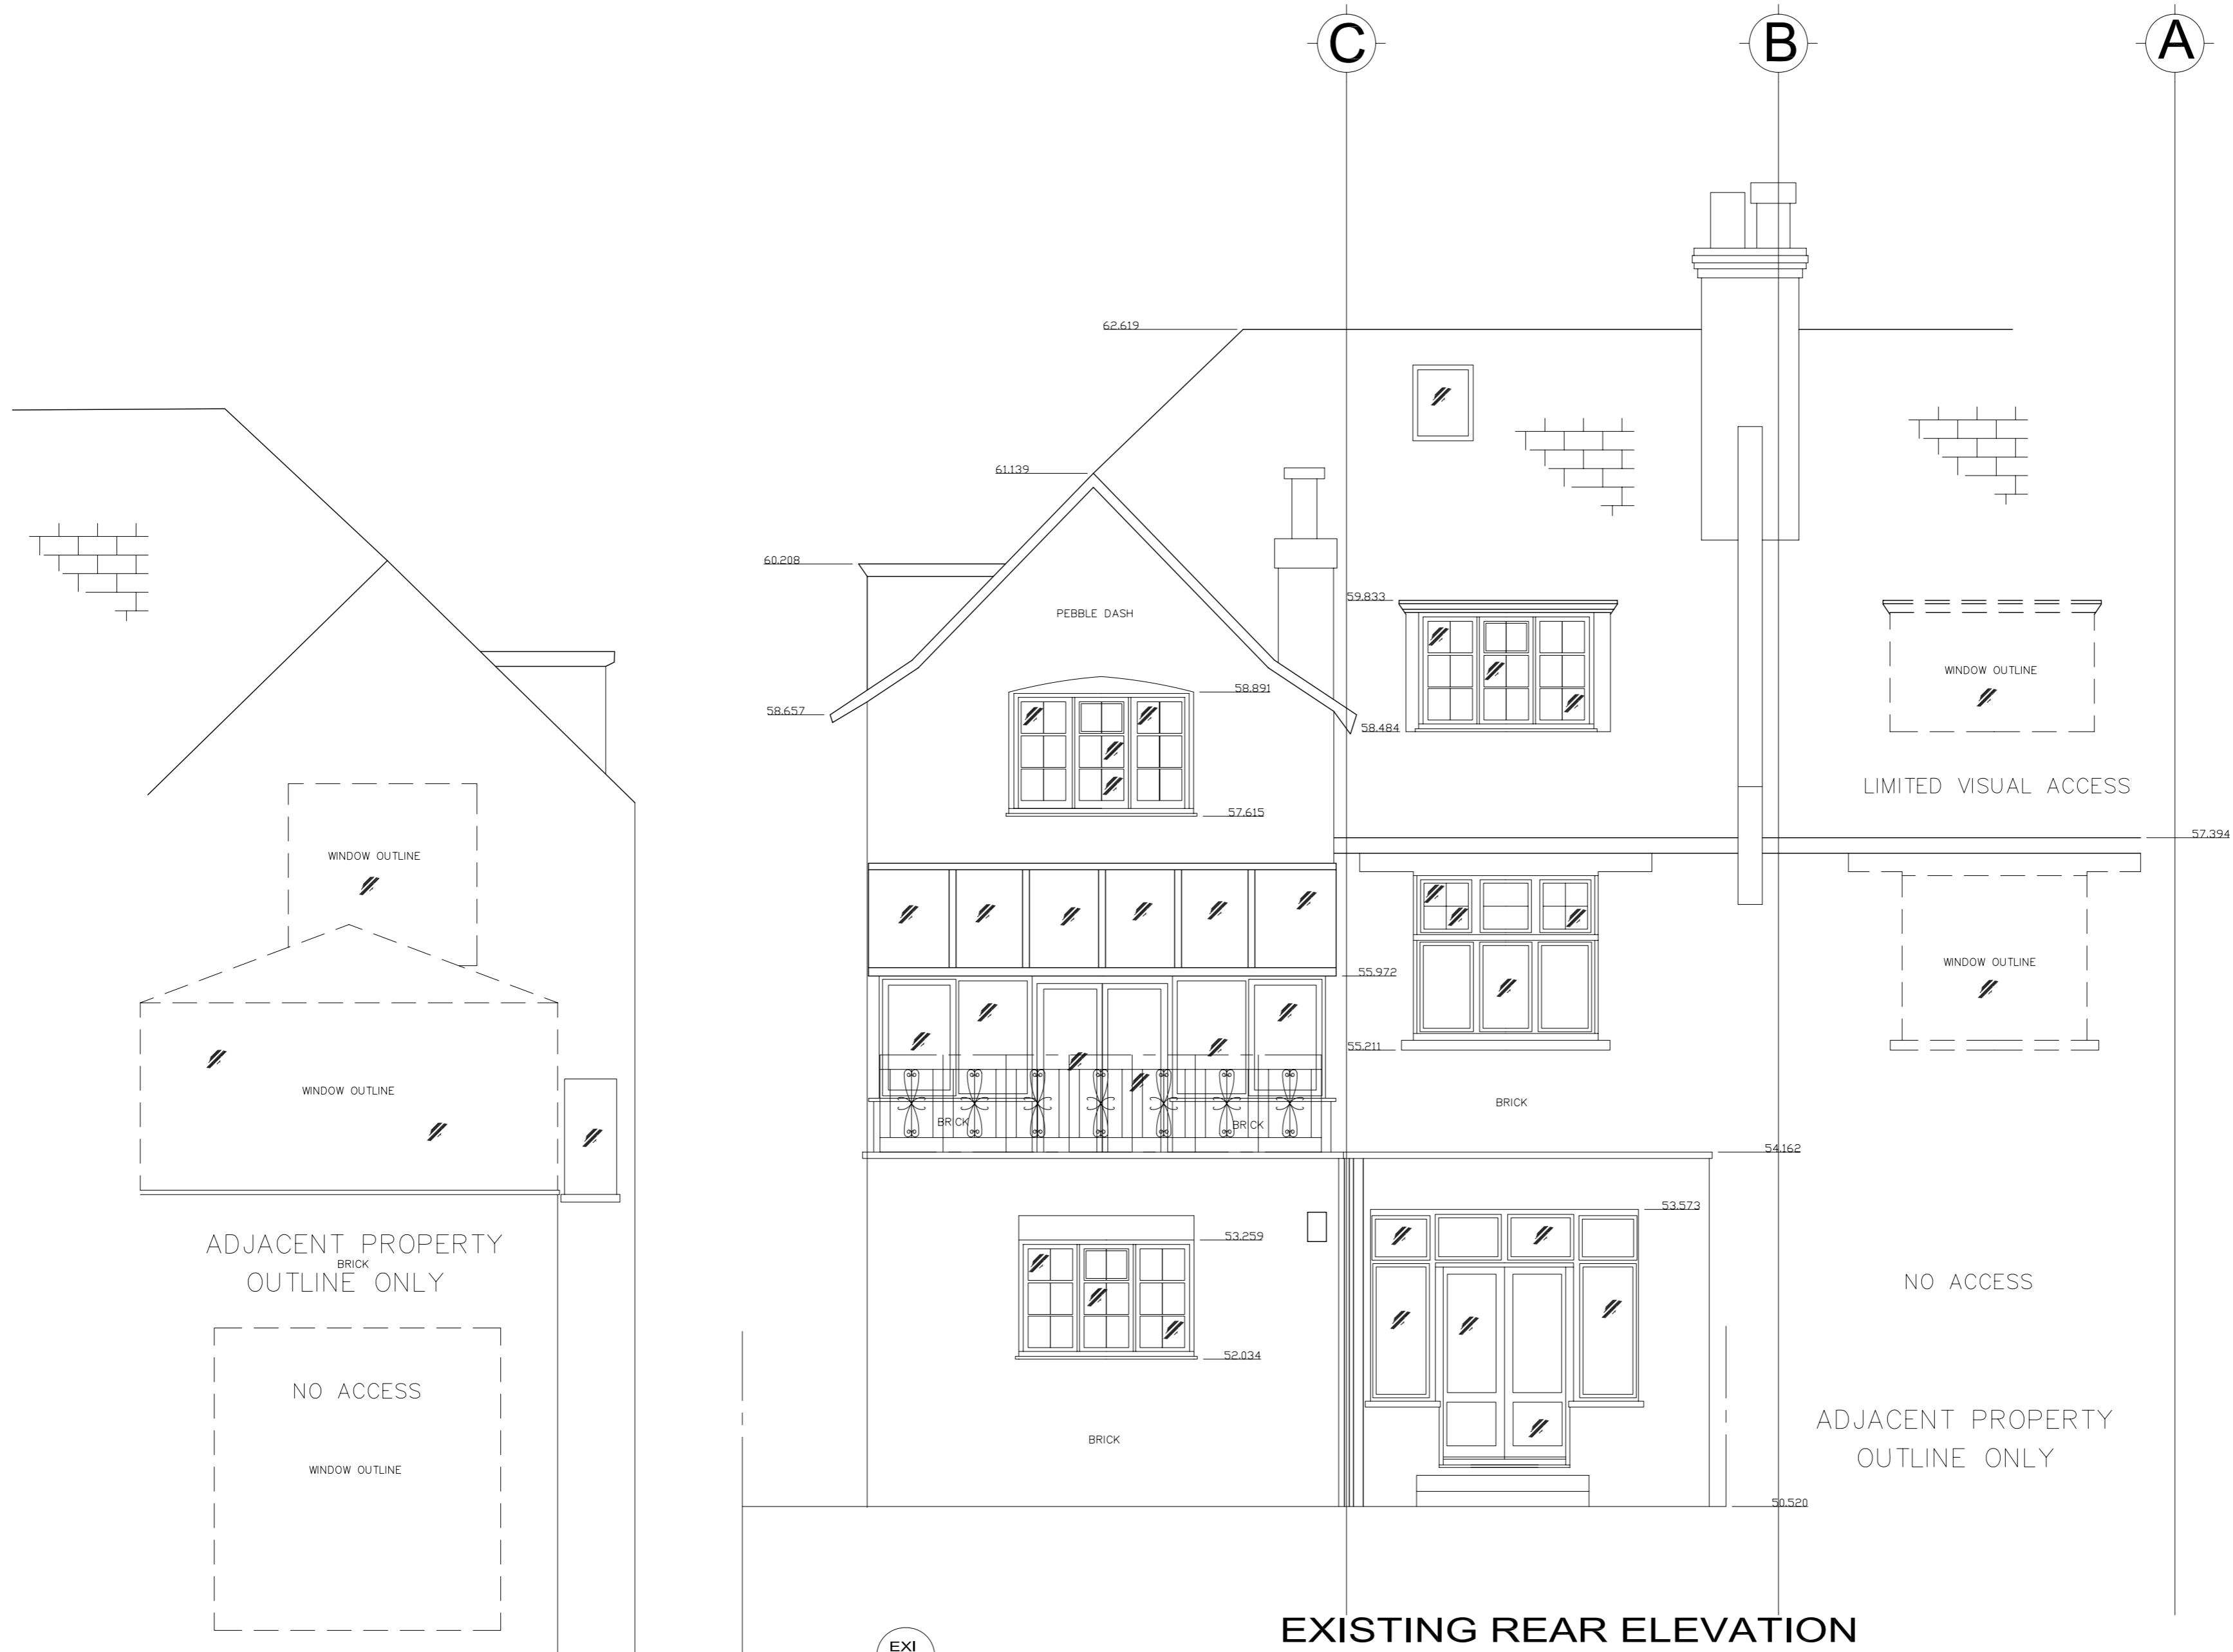 C
B
A
62.619
61.139
60.208
PEBBLE DASH
59.833
WINDOW OUTLINE
58.891
58.657
58.484
LIMITED VISUAL ACCESS
57.615
57.394
WINDOW OUTLINE
WINDOW OUTLINE
55.972
55.211
WINDOW OUTLINE
BRICK
BRICK
BRICK
54.162
53.573
53.259
ADJACENT PROPERTY
BRICK
OUTLINE ONLY
NO ACCESS
52.034
NO ACCESS
ADJACENT PROPERTY
OUTLINE ONLY
BRICK
WINDOW OUTLINE
50.520
EXISTING REAR ELEVATION
EXI